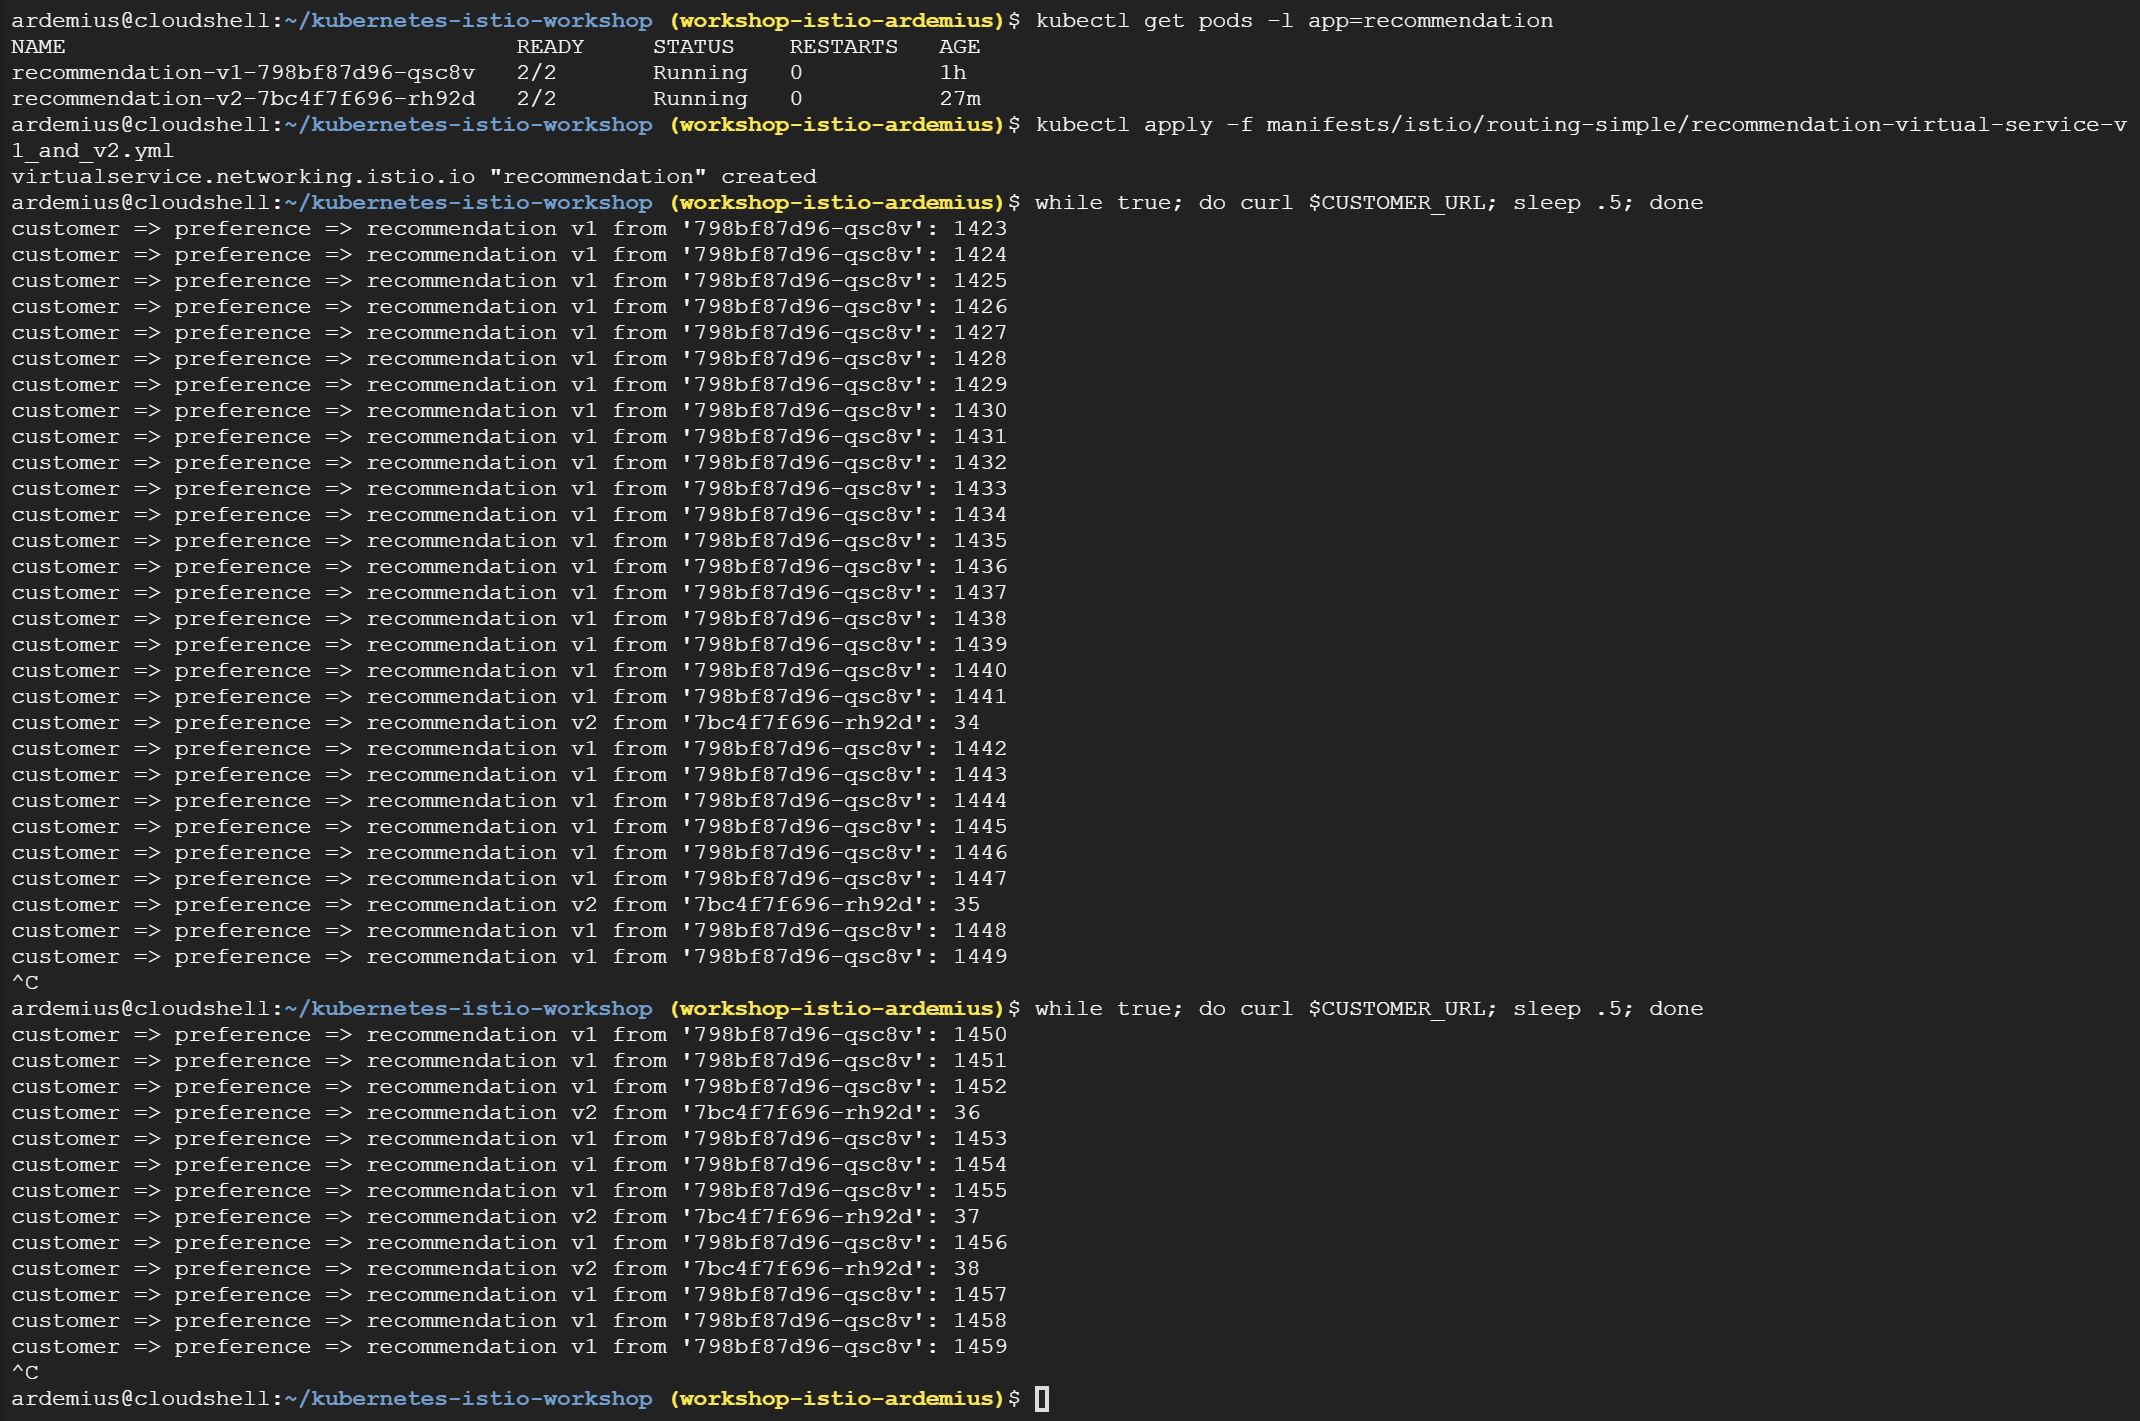 ardemius@cloudshell:~/kubernetes-istio-workshop (workshop-istio-ardemius)$ kubectl get pods -l app=recommendation
NAME                                 READY     STATUS    RESTARTS   AGE
recommendation-v1-798bf87d96-qsc8v   2/2       Running   0          1h
recommendation-v2-7bc4f7f696-rh92d   2/2       Running   0          27m
ardemius@cloudshell:~/kubernetes-istio-workshop (workshop-istio-ardemius)$ kubectl apply -f manifests/istio/routing-simple/recommendation-virtual-service-v
1_and_v2.yml
virtualservice.networking.istio.io "recommendation" created
ardemius@cloudshell:~/kubernetes-istio-workshop (workshop-istio-ardemius)$ while true; do curl $CUSTOMER_URL; sleep .5; done
customer => preference => recommendation v1 from '798bf87d96-qsc8v': 1423
customer => preference => recommendation v1 from '798bf87d96-qsc8v': 1424
customer => preference => recommendation v1 from '798bf87d96-qsc8v': 1425
customer => preference => recommendation v1 from '798bf87d96-qsc8v': 1426
customer => preference => recommendation v1 from '798bf87d96-qsc8v': 1427
customer => preference => recommendation v1 from '798bf87d96-qsc8v': 1428
customer => preference => recommendation v1 from '798bf87d96-qsc8v': 1429
customer => preference => recommendation v1 from '798bf87d96-qsc8v': 1430
customer => preference => recommendation v1 from '798bf87d96-qsc8v': 1431
customer => preference => recommendation v1 from '798bf87d96-qsc8v': 1432
customer => preference => recommendation v1 from '798bf87d96-qsc8v': 1433
customer => preference => recommendation v1 from '798bf87d96-qsc8v': 1434
customer => preference => recommendation v1 from '798bf87d96-qsc8v': 1435
customer => preference => recommendation v1 from '798bf87d96-qsc8v': 1436
customer => preference => recommendation v1 from '798bf87d96-qsc8v': 1437
customer => preference => recommendation v1 from '798bf87d96-qsc8v': 1438
customer => preference => recommendation v1 from '798bf87d96-qsc8v': 1439
customer => preference => recommendation v1 from '798bf87d96-qsc8v': 1440
customer => preference => recommendation v1 from '798bf87d96-qsc8v': 1441
customer => preference => recommendation v2 from '7bc4f7f696-rh92d': 34
customer => preference => recommendation v1 from '798bf87d96-qsc8v': 1442
customer => preference => recommendation v1 from '798bf87d96-qsc8v': 1443
customer => preference => recommendation v1 from '798bf87d96-qsc8v': 1444
customer => preference => recommendation v1 from '798bf87d96-qsc8v': 1445
customer => preference => recommendation v1 from '798bf87d96-qsc8v': 1446
customer => preference => recommendation v1 from '798bf87d96-qsc8v': 1447
customer => preference => recommendation v2 from '7bc4f7f696-rh92d': 35
customer => preference => recommendation v1 from '798bf87d96-qsc8v': 1448
customer => preference => recommendation v1 from '798bf87d96-qsc8v': 1449
^C
ardemius@cloudshell:~/kubernetes-istio-workshop (workshop-istio-ardemius)$ while true; do curl $CUSTOMER_URL; sleep .5; done
customer => preference => recommendation v1 from '798bf87d96-qsc8v': 1450
customer => preference => recommendation v1 from '798bf87d96-qsc8v': 1451
customer => preference => recommendation v1 from '798bf87d96-qsc8v': 1452
customer => preference => recommendation v2 from '7bc4f7f696-rh92d': 36
customer => preference => recommendation v1 from '798bf87d96-qsc8v': 1453
customer => preference => recommendation v1 from '798bf87d96-qsc8v': 1454
customer => preference => recommendation v1 from '798bf87d96-qsc8v': 1455
customer => preference => recommendation v2 from '7bc4f7f696-rh92d': 37
customer => preference => recommendation v1 from '798bf87d96-qsc8v': 1456
customer => preference => recommendation v2 from '7bc4f7f696-rh92d': 38
customer => preference => recommendation v1 from '798bf87d96-qsc8v': 1457
customer => preference => recommendation v1 from '798bf87d96-qsc8v': 1458
customer => preference => recommendation v1 from '798bf87d96-qsc8v': 1459
^C
ardemius@cloudshell:~/kubernetes-istio-workshop (workshop-istio-ardemius)$